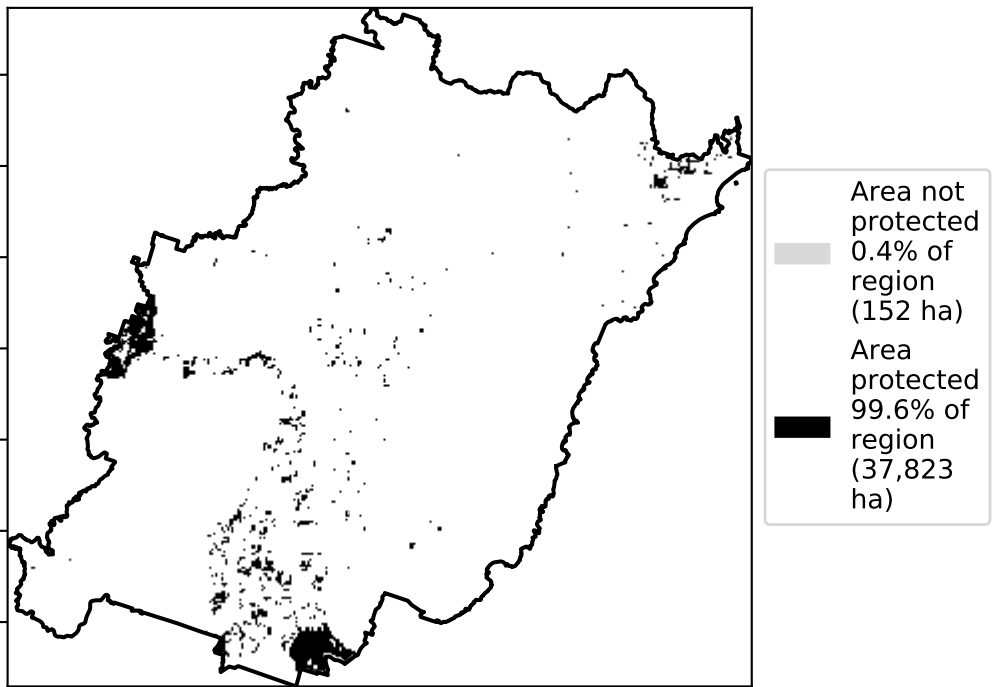 Area not
protected
0.4% of
region
(152 ha)
Area
protected
99.6% of
region
(37,823
ha)